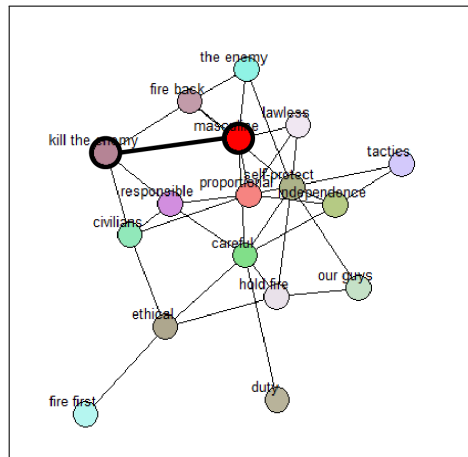 the enemy
fire back
lawless
masculine
kill the enemy
tactics
self-protect
responsible
proportional
independence
civilians
careful
our guys
hold fire
ethical
duty
fire first